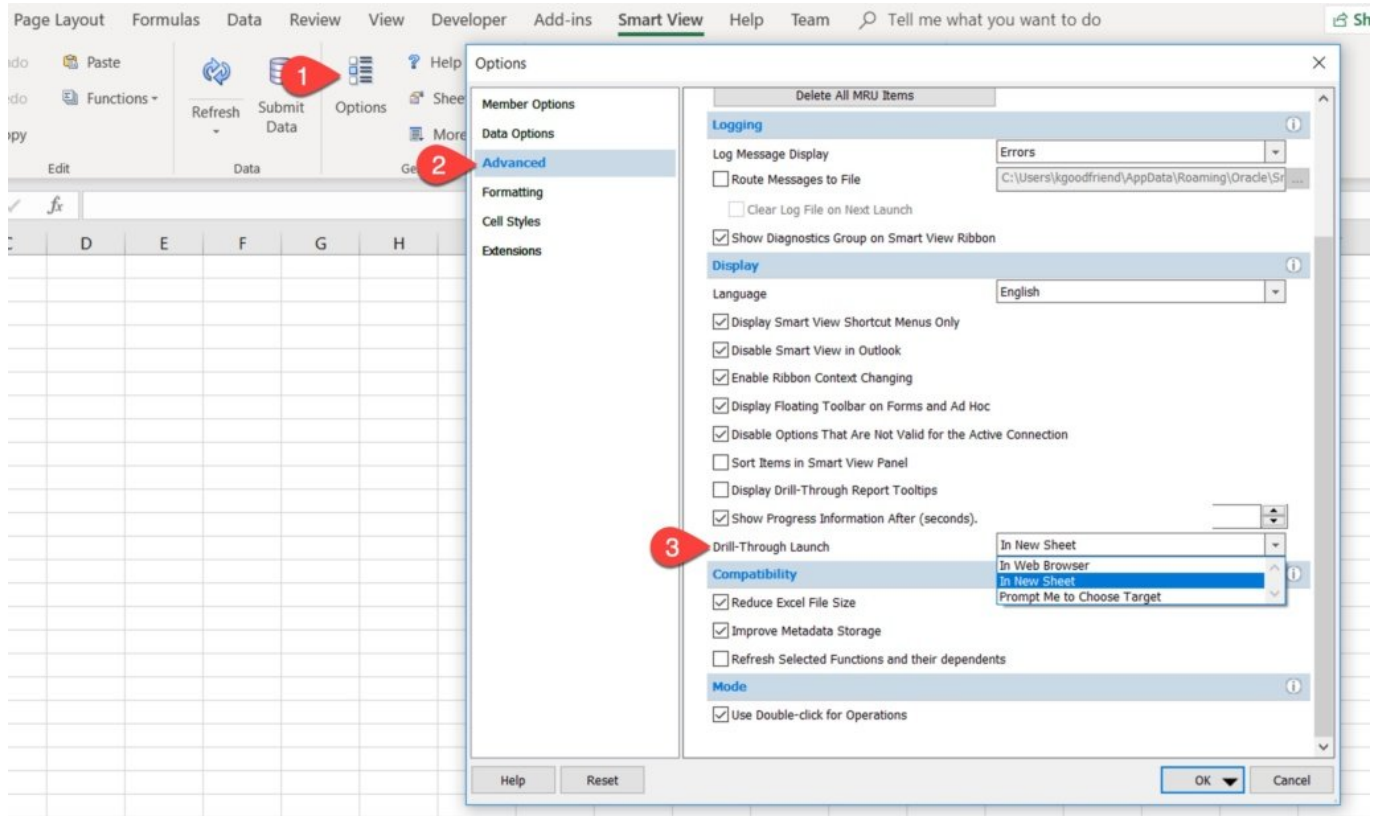 Page Layout Formulas Data Review View Developer Add-ins Smart View Help Team Tell me what you want to do
Paste
Functions
Refresh
Submit Data
1
Options
Help
Edit
Data
fx
D E F G H
Options
Member Options
Data Options
2
Advanced
Formatting
Cell Styles
Extensions
Delete All MRU Items
Logging
Log Message Display Errors
Route Messages to File C:\Users\kgoodfriend\AppData\Roaming\Oracle\Sr ...
Clear Log File on Next Launch
Show Diagnostics Group on Smart View Ribbon
Display
Language English
Display Smart View Shortcut Menus Only
Disable Smart View in Outlook
Enable Ribbon Context Changing
Display Floating Toolbar on Forms and Ad Hoc
Disable Options That Are Not Valid for the Active Connection
Sort Items in Smart View Panel
Display Drill-Through Report Tooltips
Show Progress Information After (seconds).
3
Drill-Through Launch In New Sheet
In Web Browser
In New Sheet
Prompt Me to Choose Target
Compatibility
Reduce Excel File Size
Improve Metadata Storage
Refresh Selected Functions and their dependents
Mode
Use Double-click for Operations
Help Reset OK Cancel